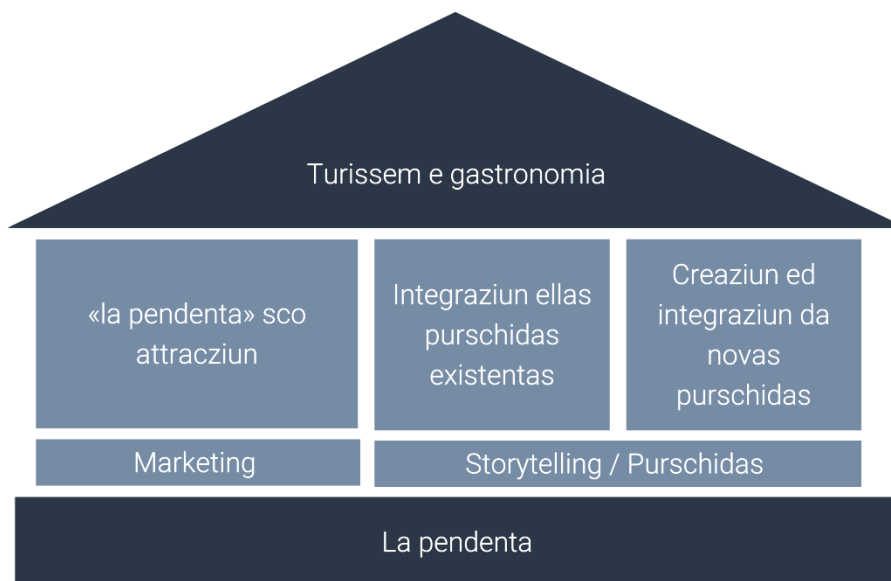 Turissem e gastronomia
«la pendenta» sco
attracziun
Integraziun ellas
purschidas
existentas
Creaziun ed
integraziun da
novas
purschidas
Marketing
Storytelling / Purschidas
La pendenta